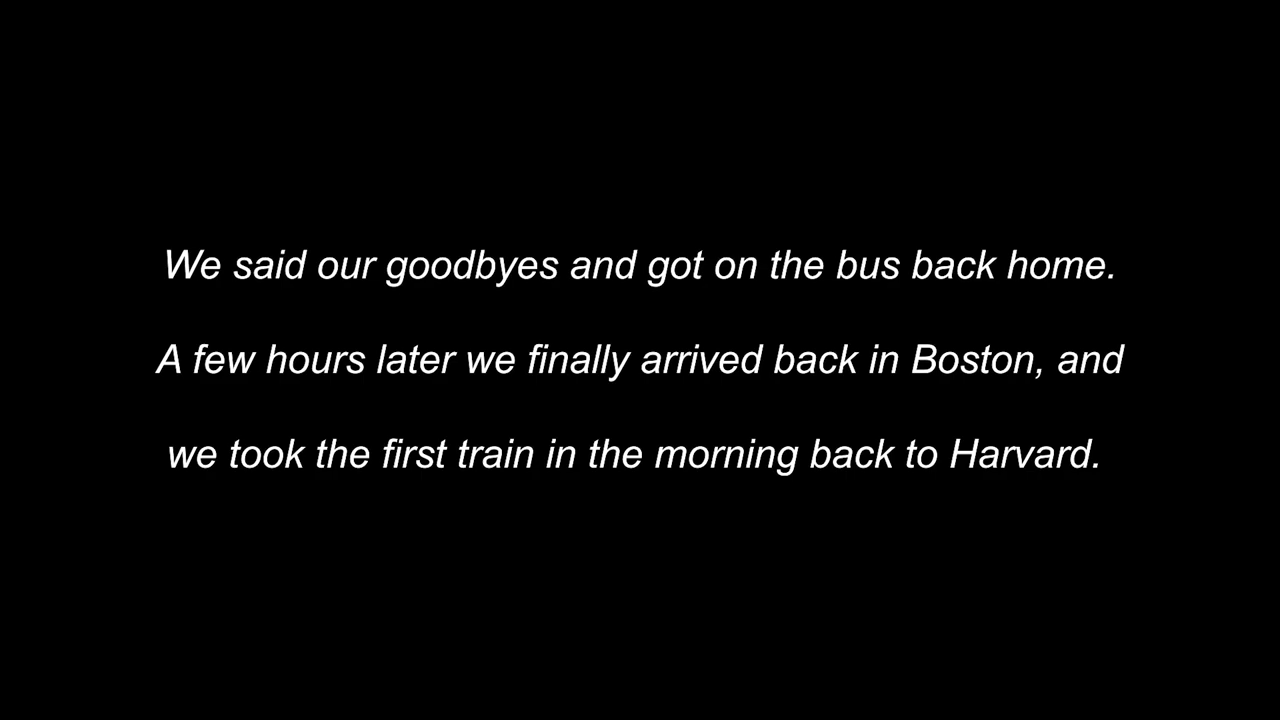 We said our goodbyes and got on the bus back home.
A few hours later we finally arrived back in Boston, and
we took the first train in the morning back to Harvard.